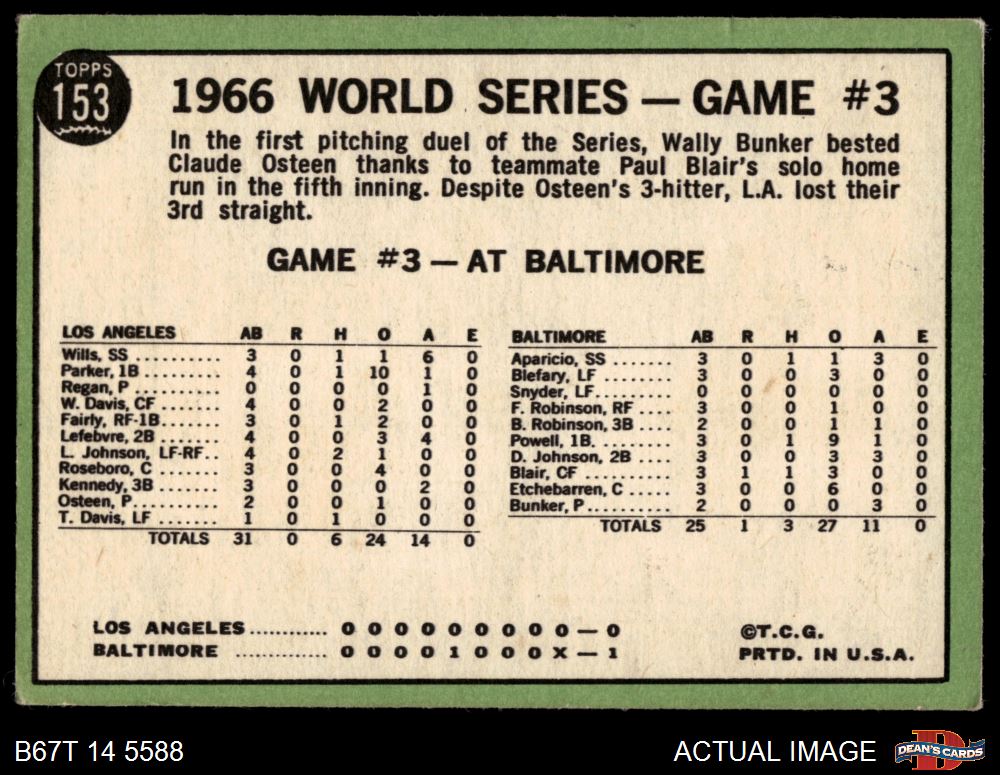 TOPPS
153
1966 WORLD SERIES — GAME #3
In the first pitching duel of the Series, Wally Bunker bested
Claude Osteen thanks to teammate Paul Blair's solo home
run in the fifth inning. Despite Osteen's 3-hitter, L.A. lost their
3rd straight.
GAME #3 — AT BALTIMORE
LOS ANGELES AB R H O A E
Wills, SS .......... 3 0 1 1 6 0
Parker, 1B ......... 4 0 1 10 1 0
Regan, P ........... 0 0 0 0 1 0
W. Davis, CF ....... 4 0 0 2 0 0
Fairly, RF-1B....... 3 0 1 2 0 0
Lefebvre, 2B ....... 4 0 0 3 4 0
L. Johnson, LF-RF.. 4 0 2 1 0 0
Roseboro, C ........ 3 0 0 4 0 0
Kennedy, 3B ........ 3 0 0 0 2 0
Osteen, P........... 2 0 0 1 0 0
T. Davis, LF ....... 1 0 1 0 0 0
TOTALS 31 0 6 24 14 0
BALTIMORE AB R H O A E
Aparicio, SS ....... 3 0 1 1 3 0
Blefary, LF ........ 3 0 0 3 0 0
Snyder, LF.......... 0 0 0 0 0 0
F. Robinson, RF .... 3 0 0 1 0 0
B. Robinson, 3B .... 2 0 0 1 1 0
Powell, 1B. ........ 3 0 1 9 1 0
D. Johnson, 2B ..... 3 0 0 3 3 0
Blair, CF .......... 3 1 1 3 0 0
Etchebarren, C ..... 3 0 0 6 0 0
Bunker, P........... 2 0 0 0 3 0
TOTALS 25 1 3 27 11 0
LOS ANGELES ............ 0 0 0 0 0 0 0 0 0 — 0
BALTIMORE .............. 0 0 0 0 1 0 0 0 X — 1
©T.C.G.
PRTD. IN U.S.A.
B67T 14 5588
ACTUAL IMAGE
DEAN'S CARDS